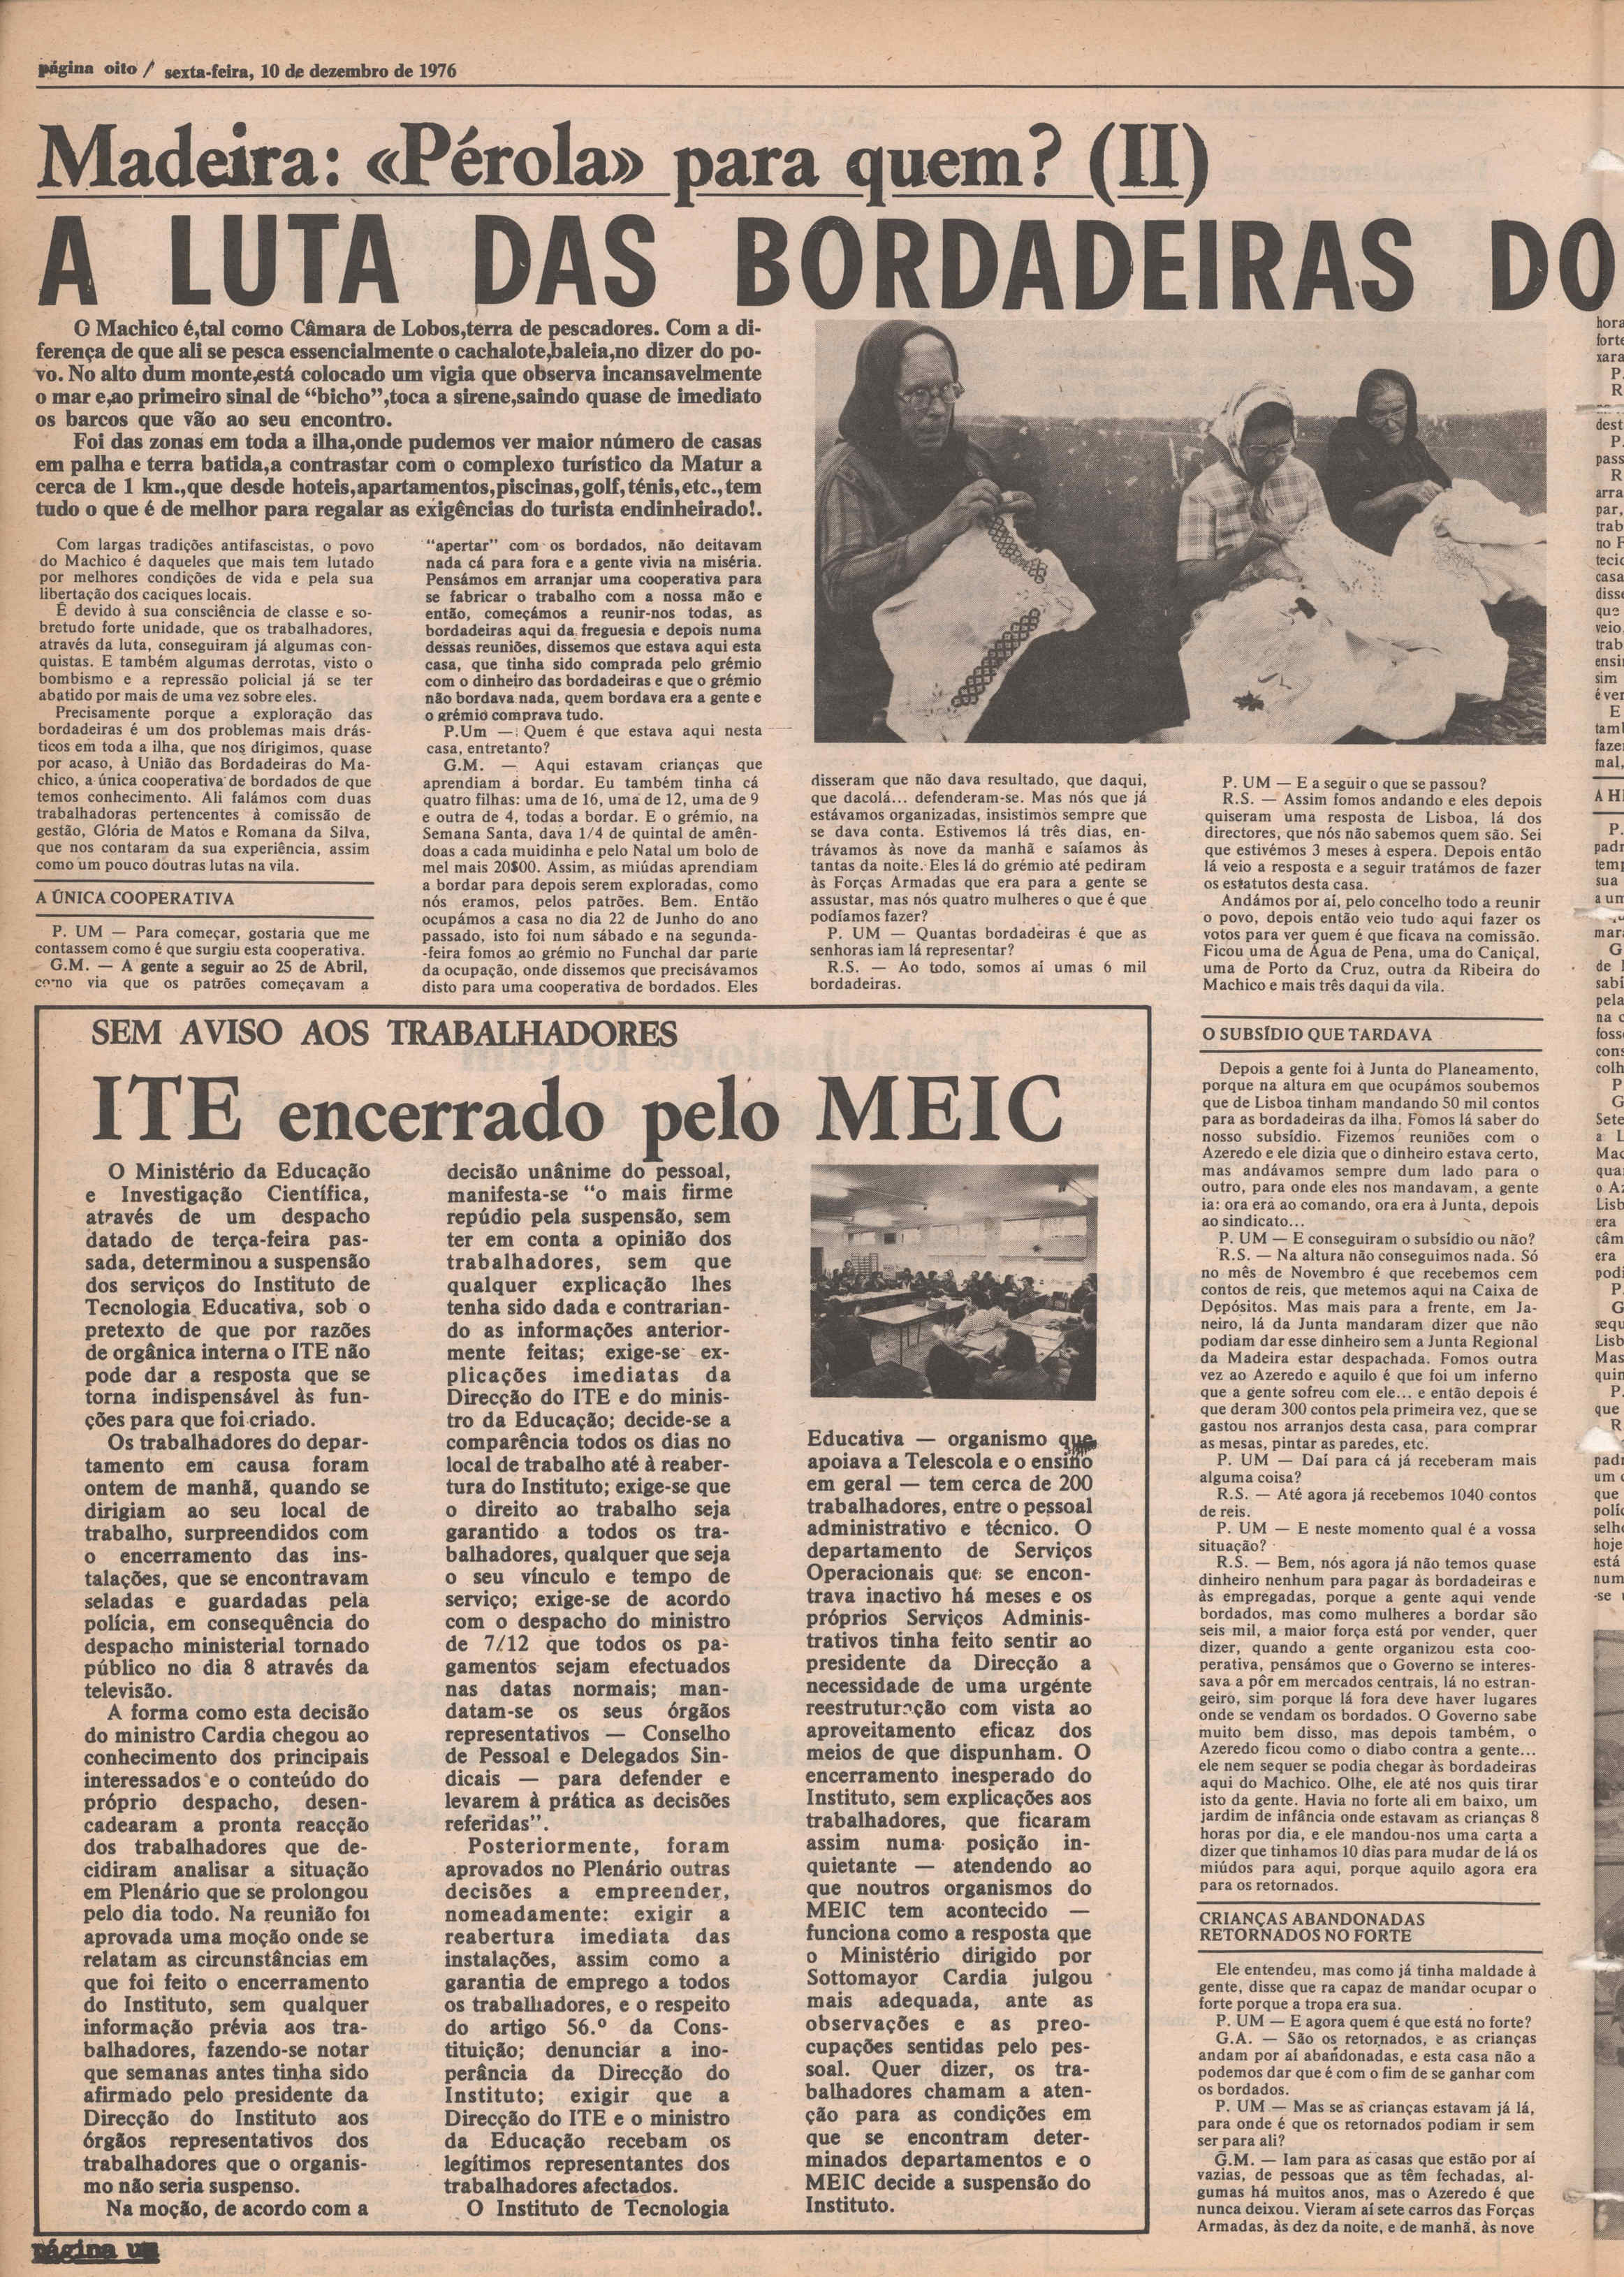 página oito / sexta-feira, 10 de dezembro de 1976
Madeira: «Pérola» para quem? (II)
A LUTA DAS BORDADEIRAS DO
O Machico é,tal como Câmara de Lobos,terra de pescadores. Com a di-
ferença de que ali se pesca essencialmente o cachalote,baleia,no dizer do po-
vo. No alto dum monte,está colocado um vigia que observa incansavelmente
o mar e,ao primeiro sinal de “bicho”,toca a sirene,saindo quase de imediato
os barcos que vão ao seu encontro.
Foi das zonas em toda a ilha,onde pudemos ver maior número de casas
em palha e terra batida,a contrastar com o complexo turístico da Matur a
cerca de 1 km.,que desde hoteis,apartamentos,piscinas,golf,ténis,etc.,tem
tudo o que é de melhor para regalar as exigências do turista endinheirado!.
Com largas tradições antifascistas, o povo
do Machico é daqueles que mais tem lutado
por melhores condições de vida e pela sua
libertação dos caciques locais.
É devido à sua consciência de classe e so-
bretudo forte unidade, que os trabalhadores,
através da luta, conseguiram já algumas con-
quistas. E também algumas derrotas, visto o
bombismo e a repressão policial já se ter
abatido por mais de uma vez sobre eles.
Precisamente porque a exploração das
bordadeiras é um dos problemas mais drás-
ticos em toda a ilha, que nos dirigimos, quase
por acaso, à União das Bordadeiras do Ma-
chico, a única cooperativa de bordados de que
temos conhecimento. Ali falámos com duas
trabalhadoras pertencentes à comissão de
gestão, Glória de Matos e Romana da Silva,
que nos contaram da sua experiência, assim
como um pouco doutras lutas na vila.
A ÚNICA COOPERATIVA
P. UM — Para começar, gostaria que me
contassem como é que surgiu esta cooperativa.
G.M. — A gente a seguir ao 25 de Abril,
como via que os patrões começavam a
“apertar” com os bordados, não deitavam
nada cá para fora e a gente vivia na miséria.
Pensámos em arranjar uma cooperativa para
se fabricar o trabalho com a nossa mão e
então, começámos a reunir-nos todas, as
bordadeiras aqui da freguesia e depois numa
dessas reuniões, dissemos que estava aqui esta
casa, que tinha sido comprada pelo grémio
com o dinheiro das bordadeiras e que o grémio
não bordava nada, quem bordava era a gente e
o grémio comprava tudo.
P.Um — Quem é que estava aqui nesta
casa, entretanto?
G.M. — Aqui estavam crianças que
aprendiam a bordar. Eu também tinha cá
quatro filhas: uma de 16, uma de 12, uma de 9
e outra de 4, todas a bordar. E o grémio, na
Semana Santa, dava 1/4 de quintal de amên-
doas a cada muidinha e pelo Natal um bolo de
mel mais 20$00. Assim, as miúdas aprendiam
a bordar para depois serem exploradas, como
nós eramos, pelos patrões. Bem. Então
ocupámos a casa no dia 22 de Junho do ano
passado, isto foi num sábado e na segunda-
-feira fomos ao grémio no Funchal dar parte
da ocupação, onde dissemos que precisávamos
disto para uma cooperativa de bordados. Eles
disseram que não dava resultado, que daqui,
que dacolá... defenderam-se. Mas nós que já
estávamos organizadas, insistimos sempre que
se dava conta. Estivemos lá três dias, en-
trávamos às nove da manhã e saíamos às
tantas da noite. Eles lá do grémio até pediram
às Forças Armadas que era para a gente se
assustar, mas nós quatro mulheres o que é que
podíamos fazer?
P. UM — Quantas bordadeiras é que as
senhoras iam lá representar?
R.S. — Ao todo, somos aí umas 6 mil
bordadeiras.
P. UM — E a seguir o que se passou?
R.S. — Assim fomos andando e eles depois
quiseram uma resposta de Lisboa, lá dos
directores, que nós não sabemos quem são. Sei
que estivémos 3 meses à espera. Depois então
lá veio a resposta e a seguir tratámos de fazer
os estatutos desta casa.
Andámos por aí, pelo concelho todo a reunir
o povo, depois então veio tudo aqui fazer os
votos para ver quem é que ficava na comissão.
Ficou uma de Água de Pena, uma do Caniçal,
uma de Porto da Cruz, outra da Ribeira do
Machico e mais três daqui da vila.
O SUBSÍDIO QUE TARDAVA
Depois a gente foi à Junta do Planeamento,
porque na altura em que ocupámos soubemos
que de Lisboa tinham mandando 50 mil contos
para as bordadeiras da ilha. Fomos lá saber do
nosso subsídio. Fizemos reuniões com o
Azeredo e ele dizia que o dinheiro estava certo,
mas andávamos sempre dum lado para o
outro, para onde eles nos mandavam, a gente
ia: ora era ao comando, ora era à Junta, depois
ao sindicato...
P. UM — E conseguiram o subsídio ou não?
R.S. — Na altura não conseguimos nada. Só
no mês de Novembro é que recebemos cem
contos de reis, que metemos aqui na Caixa de
Depósitos. Mas mais para a frente, em Ja-
neiro, lá da Junta mandaram dizer que não
podiam dar esse dinheiro sem a Junta Regional
da Madeira estar despachada. Fomos outra
vez ao Azeredo e aquilo é que foi um inferno
que a gente sofreu com ele... e então depois é
que deram 300 contos pela primeira vez, que se
gastou nos arranjos desta casa, para comprar
as mesas, pintar as paredes, etc.
P. UM — Daí para cá já receberam mais
alguma coisa?
R.S. — Até agora já recebemos 1040 contos
de reis.
P. UM — E neste momento qual é a vossa
situação?
R.S. — Bem, nós agora já não temos quase
dinheiro nenhum para pagar às bordadeiras e
às empregadas, porque a gente aqui vende
bordados, mas como mulheres a bordar são
seis mil, a maior força está por vender, quer
dizer, quando a gente organizou esta coo-
perativa, pensámos que o Governo se interes-
sava a pôr em mercados centrais, lá no estran-
geiro, sim porque lá fora deve haver lugares
onde se vendam os bordados. O Governo sabe
muito bem disso, mas depois também, o
Azeredo ficou como o diabo contra a gente...
ele nem sequer se podia chegar às bordadeiras
aqui do Machico. Olhe, ele até nos quis tirar
isto da gente. Havia no forte ali em baixo, um
jardim de infância onde estavam as crianças 8
horas por dia, e ele mandou-nos uma carta a
dizer que tinhamos 10 dias para mudar de lá os
miúdos para aqui, porque aquilo agora era
para os retornados.
CRIANÇAS ABANDONADAS
RETORNADOS NO FORTE
Ele entendeu, mas como já tinha maldade à
gente, disse que ra capaz de mandar ocupar o
forte porque a tropa era sua.
P. UM — E agora quem é que está no forte?
G.A. — São os retornados, e as crianças
andam por aí abandonadas, e esta casa não a
podemos dar que é com o fim de se ganhar com
os bordados.
P. UM — Mas se as crianças estavam já lá,
para onde é que os retornados podiam ir sem
ser para ali?
G.M. — Iam para as casas que estão por aí
vazias, de pessoas que as têm fechadas, al-
gumas há muitos anos, mas o Azeredo é que
nunca deixou. Vieram aí sete carros das Forças
Armadas, às dez da noite, e de manhã, às nove
SEM AVISO AOS TRABALHADORES
ITE encerrado pelo MEIC
O Ministério da Educação
e Investigação Científica,
através de um despacho
datado de terça-feira pas-
sada, determinou a suspensão
dos serviços do Instituto de
Tecnologia Educativa, sob o
pretexto de que por razões
de orgânica interna o ITE não
pode dar a resposta que se
torna indispensável às fun-
ções para que foi criado.
Os trabalhadores do depar-
tamento em causa foram
ontem de manhã, quando se
dirigiam ao seu local de
trabalho, surpreendidos com
o encerramento das ins-
talações, que se encontravam
seladas e guardadas pela
polícia, em consequência do
despacho ministerial tornado
público no dia 8 através da
televisão.
A forma como esta decisão
do ministro Cardia chegou ao
conhecimento dos principais
interessados e o conteúdo do
próprio despacho, desen-
cadearam a pronta reacção
dos trabalhadores que de-
cidiram analisar a situação
em Plenário que se prolongou
pelo dia todo. Na reunião foi
aprovada uma moção onde se
relatam as circunstâncias em
que foi feito o encerramento
do Instituto, sem qualquer
informação prévia aos tra-
balhadores, fazendo-se notar
que semanas antes tinha sido
afirmado pelo presidente da
Direcção do Instituto aos
órgãos representativos dos
trabalhadores que o organis-
mo não seria suspenso.
Na moção, de acordo com a
decisão unânime do pessoal,
manifesta-se “o mais firme
repúdio pela suspensão, sem
ter em conta a opinião dos
trabalhadores, sem que
qualquer explicação lhes
tenha sido dada e contrarian-
do as informações anterior-
mente feitas; exige-se ex-
plicações imediatas da
Direcção do ITE e do minis-
tro da Educação; decide-se a
comparência todos os dias no
local de trabalho até à reaber-
tura do Instituto; exige-se que
o direito ao trabalho seja
garantido a todos os tra-
balhadores, qualquer que seja
o seu vínculo e tempo de
serviço; exige-se de acordo
com o despacho do ministro
de 7/12 que todos os pa-
gamentos sejam efectuados
nas datas normais; man-
datam-se os seus órgãos
representativos — Conselho
de Pessoal e Delegados Sin-
dicais — para defender e
levarem à prática as decisões
referidas”.
Posteriormente, foram
aprovados no Plenário outras
decisões a empreender,
nomeadamente: exigir a
reabertura imediata das
instalações, assim como a
garantia de emprego a todos
os trabalhadores, e o respeito
do artigo 56.º da Cons-
tituição; denunciar a ino-
perância da Direcção do
Instituto; exigir que a
Direcção do ITE e o ministro
da Educação recebam os
legítimos representantes dos
trabalhadores afectados.
O Instituto de Tecnologia
Educativa — organismo que
apoiava a Telescola e o ensino
em geral — tem cerca de 200
trabalhadores, entre o pessoal
administrativo e técnico. O
departamento de Serviços
Operacionais que se encon-
trava inactivo há meses e os
próprios Serviços Adminis-
trativos tinha feito sentir ao
presidente da Direcção a
necessidade de uma urgente
reestruturação com vista ao
aproveitamento eficaz dos
meios de que dispunham. O
encerramento inesperado do
Instituto, sem explicações aos
trabalhadores, que ficaram
assim numa posição in-
quietante — atendendo ao
que noutros organismos do
MEIC tem acontecido —
funciona como a resposta que
o Ministério dirigido por
Sottomayor Cardia julgou
mais adequada, ante as
observações e as preo-
cupações sentidas pelo pes-
soal. Quer dizer, os tra-
balhadores chamam a aten-
ção para as condições em
que se encontram deter-
minados departamentos e o
MEIC decide a suspensão do
Instituto.
página um